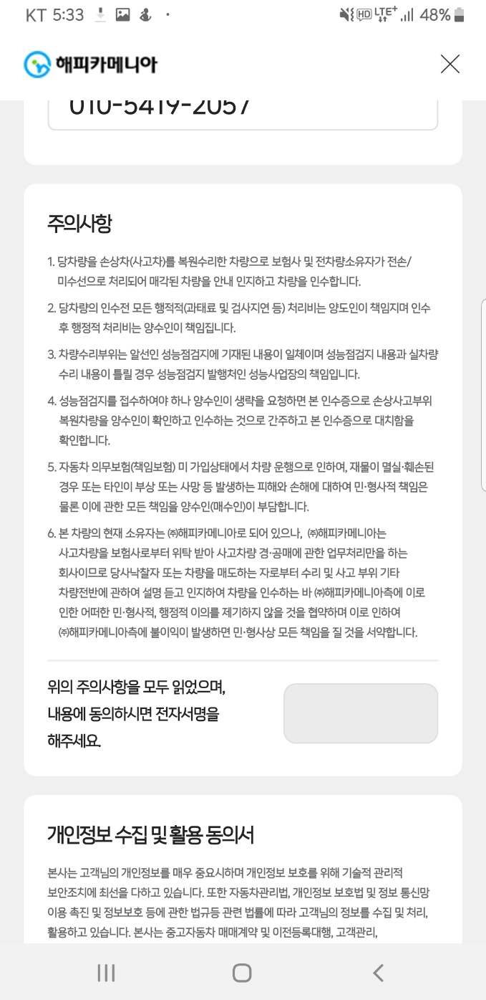 KT 5:33
HD LTE+ 48%
해피카메니아
010-5419-2057
주의사항
1. 당차량을 손상차(사고차)를 복원수리한 차량으로 보험사 및 전차량소유자가 전손/
미수선으로 처리되어 매각된 차량을 안내 인지하고 차량을 인수합니다.
2. 당차량의 인수전 모든 행적적(과태료 및 검사지연 등) 처리비는 양도인이 책임지며 인수
후 행정적 처리비는 양수인이 책임집니다.
3. 차량수리부위는 알선인 성능점검지에 기재된 내용이 일체이며 성능점검지 내용과 실차량
수리 내용이 틀릴 경우 성능점검지 발행처인 성능사업장의 책임입니다.
4. 성능점검지를 접수하여야 하나 양수인이 생략을 요청하면 본 인수증으로 손상사고부위
복원차량을 양수인이 확인하고 인수하는 것으로 간주하고 본 인수증으로 대치함을
확인합니다.
5. 자동차 의무보험(책임보험) 미 가입상태에서 차량 운행으로 인하여, 재물이 멸실·훼손된
경우 또는 타인이 부상 또는 사망 등 발생하는 피해와 손해에 대하여 민·형사적 책임은
물론 이에 관한 모든 책임을 양수인(매수인)이 부담합니다.
6. 본 차량의 현재 소유자는 ㈜해피카메니아로 되어 있으나, ㈜해피카메니아는
사고차량을 보험사로부터 위탁 받아 사고차량 경·공매에 관한 업무처리만을 하는
회사이므로 당사낙찰자 또는 차량을 매도하는 자로부터 수리 및 사고 부위 기타
차량전반에 관하여 설명 듣고 인지하여 차량을 인수하는 바 ㈜해피카메니아측에 이로
인한 어떠한 민·형사적, 행정적 이의를 제기하지 않을 것을 협약하며 이로 인하여
㈜해피카메니아측에 불이익이 발생하면 민·형사상 모든 책임을 질 것을 서약합니다.
위의 주의사항을 모두 읽었으며,
내용에 동의하시면 전자서명을
해주세요.
개인정보 수집 및 활용 동의서
본사는 고객님의 개인정보를 매우 중요시하며 개인정보 보호를 위해 기술적 관리적
보안조치에 최선을 다하고 있습니다. 또한 자동차관리법, 개인정보 보호법 및 정보 통신망
이용 촉진 및 정보보호 등에 관한 법규등 관련 법률에 따라 고객님의 정보를 수집 및 처리,
활용하고 있습니다. 본사는 중고자동차 매매계약 및 이전등록대행, 고객관리,